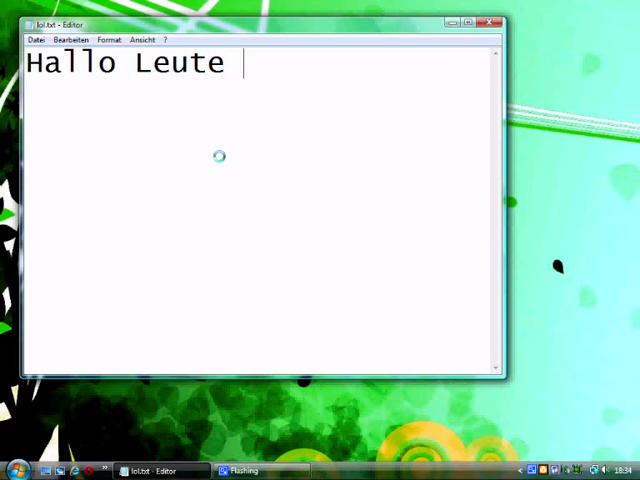 lol.txt - Editor
Datei Bearbeiten Format Ansicht ?
Hallo Leute
lol.txt - Editor
Flashing
18:34